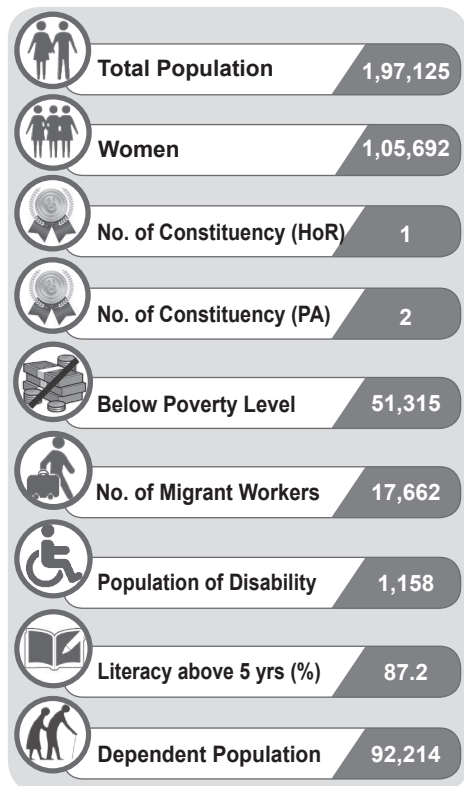 Total Population 1,97,125
Women 1,05,692
No. of Constituency (HoR) 1
No. of Constituency (PA) 2
Below Poverty Level 51,315
No. of Migrant Workers 17,662
Population of Disability 1,158
Literacy above 5 yrs (%) 87.2
Dependent Population 92,214